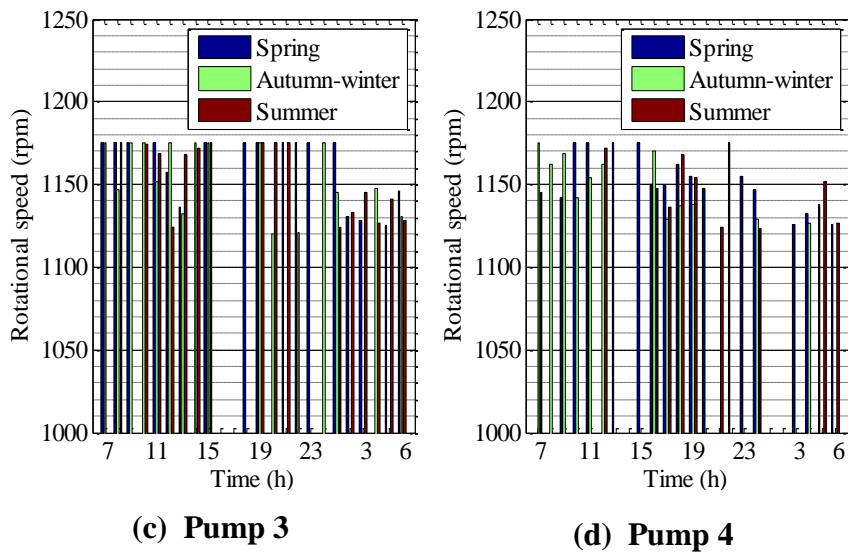 1250
1200
1150
1100
1050
1000
Rotational speed (rpm)
Spring
Autumn-winter
Summer
7 11 15 19 23 3 6
Time (h)
(c) Pump 3
1250
1200
1150
1100
1050
1000
Rotational speed (rpm)
Spring
Autumn-winter
Summer
7 11 15 19 23 3 6
Time (h)
(d) Pump 4